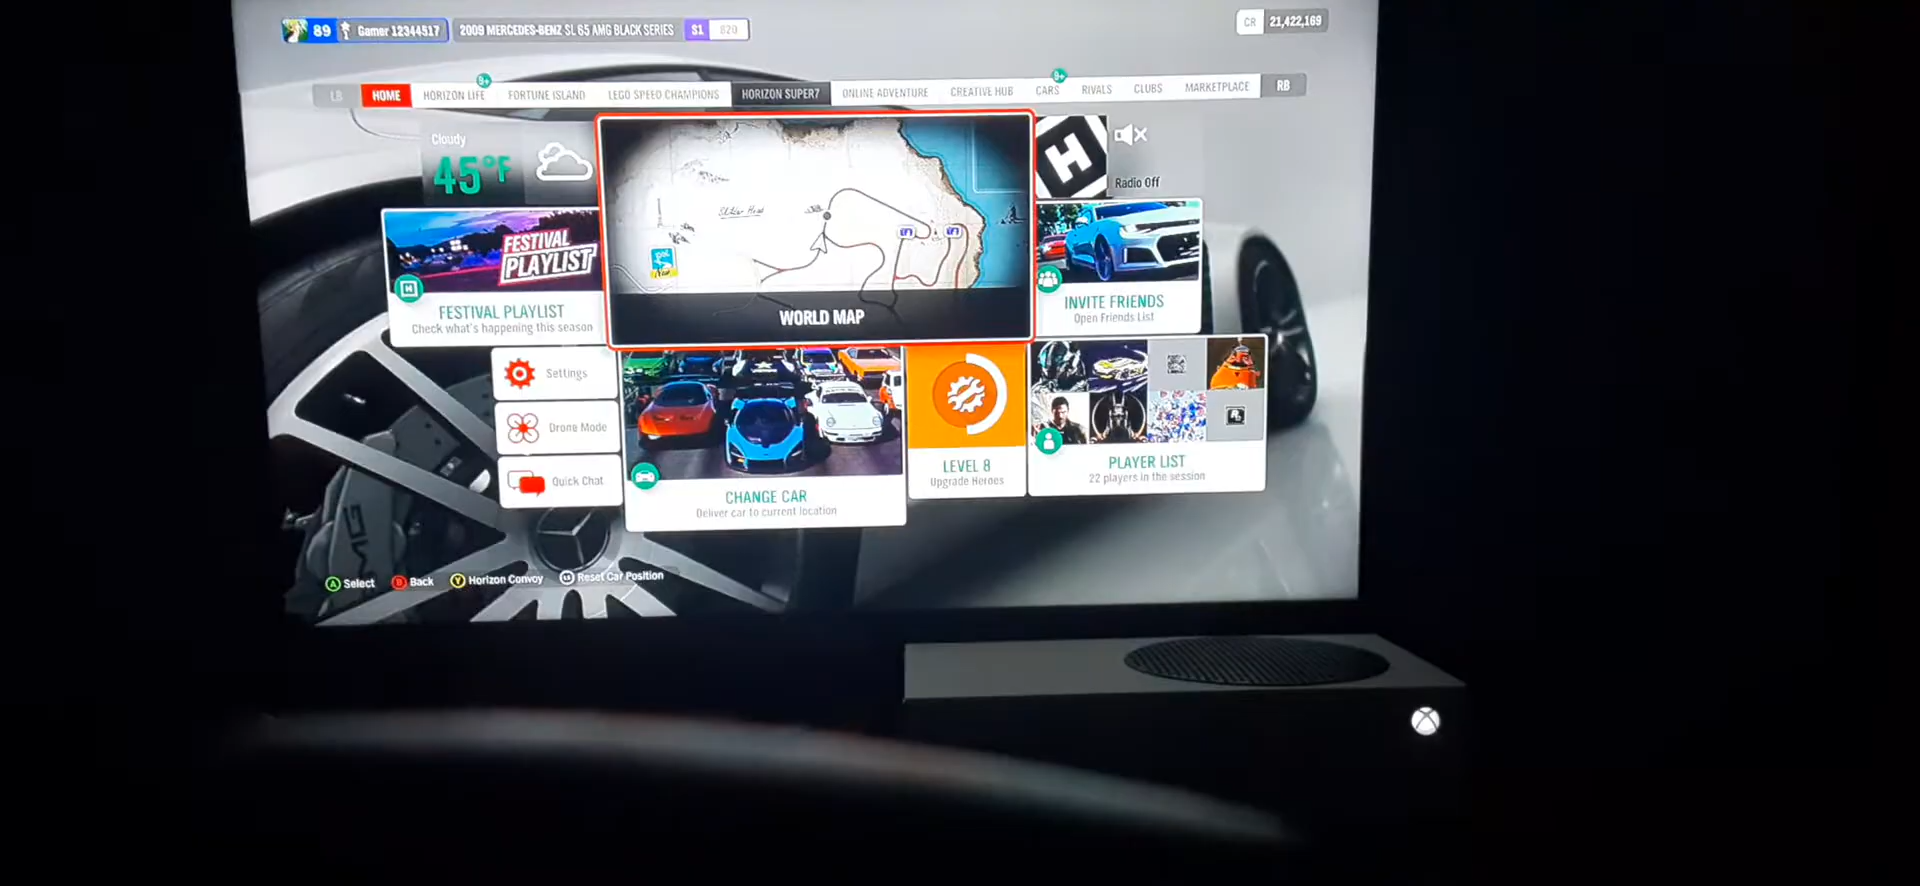 89 Gamer 12344517 2009 MERCEDES-BENZ SL 65 AMG BLACK SERIES S1 820
CR 21,422,169
LB HOME HORIZON LIFE 9+ FORTUNE ISLAND LEGO SPEED CHAMPIONS HORIZON SUPER7 ONLINE ADVENTURE CREATIVE HUB CARS 9+ RIVALS CLUBS MARKETPLACE RB
Cloudy
45°F
H
Radio Off
FESTIVAL
PLAYLIST
FESTIVAL PLAYLIST
Check what's happening this season
WORLD MAP
INVITE FRIENDS
Open Friends List
Settings
Drone Mode
Quick Chat
CHANGE CAR
Deliver car to current location
LEVEL 8
Upgrade Heroes
PLAYER LIST
22 players in the session
AMG
A Select B Back Y Horizon Convoy LS Reset Car Position